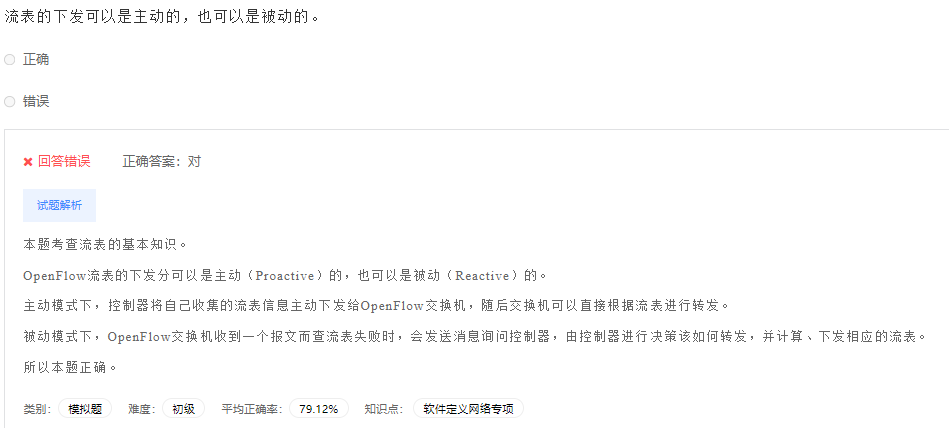 流表的下发可以是主动的，也可以是被动的。
正确
错误
回答错误 正确答案：对
试题解析
本题考查流表的基本知识。
OpenFlow流表的下发分可以是主动（Proactive）的，也可以是被动（Reactive）的。
主动模式下，控制器将自己收集的流表信息主动下发给OpenFlow交换机，随后交换机可以直接根据流表进行转发。
被动模式下，OpenFlow交换机收到一个报文而查流表失败时，会发送消息询问控制器，由控制器进行决策该如何转发，并计算、下发相应的流表。
所以本题正确。
类别： 模拟题 难度： 初级 平均正确率： 79.12% 知识点： 软件定义网络专项